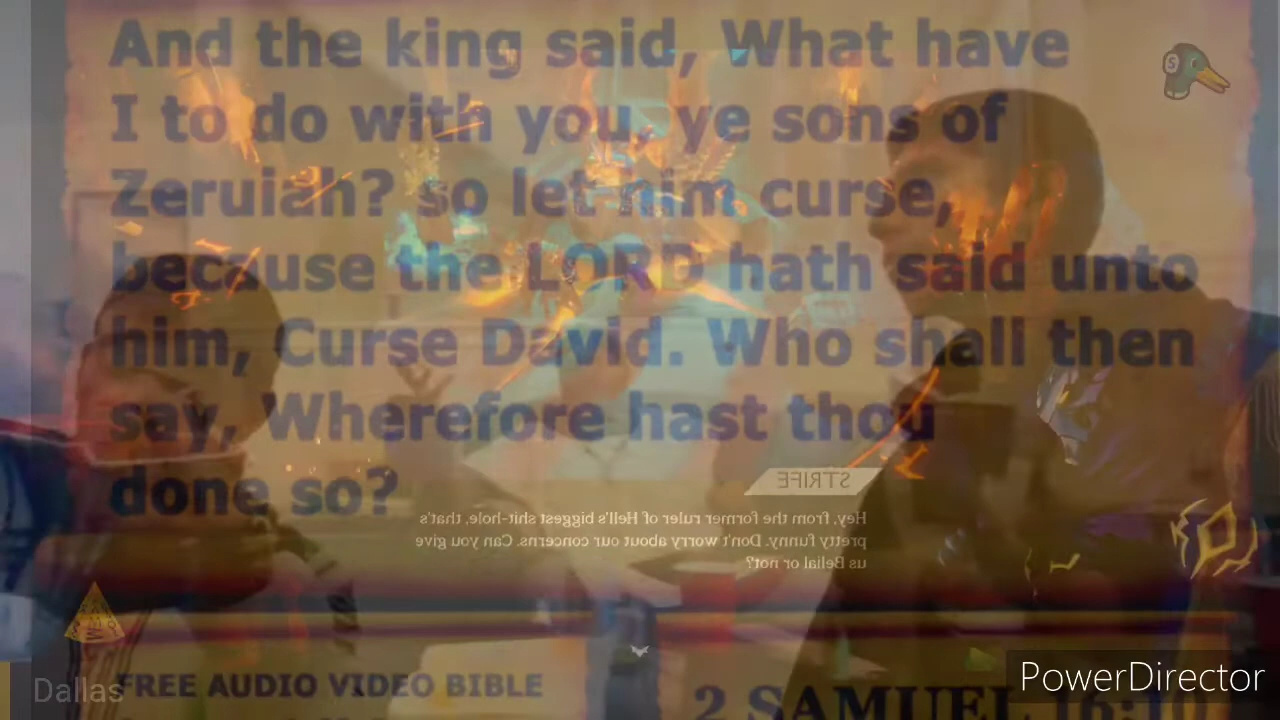 And the king said, What have
I to do with you, ye sons of
Zeruiah? so let him curse,
because the LORD hath said unto
him, Curse David. Who shall then
say, Wherefore hast thou
done so?
S
STRIFE
Hey, from the former ruler of Hell's biggest shit-hole, that's
pretty funny. Don't worry about our concerns. Can you give
us Belial or not?
Dallas
FREE AUDIO VIDEO BIBLE
2 SAMUEL 16:10
PowerDirector